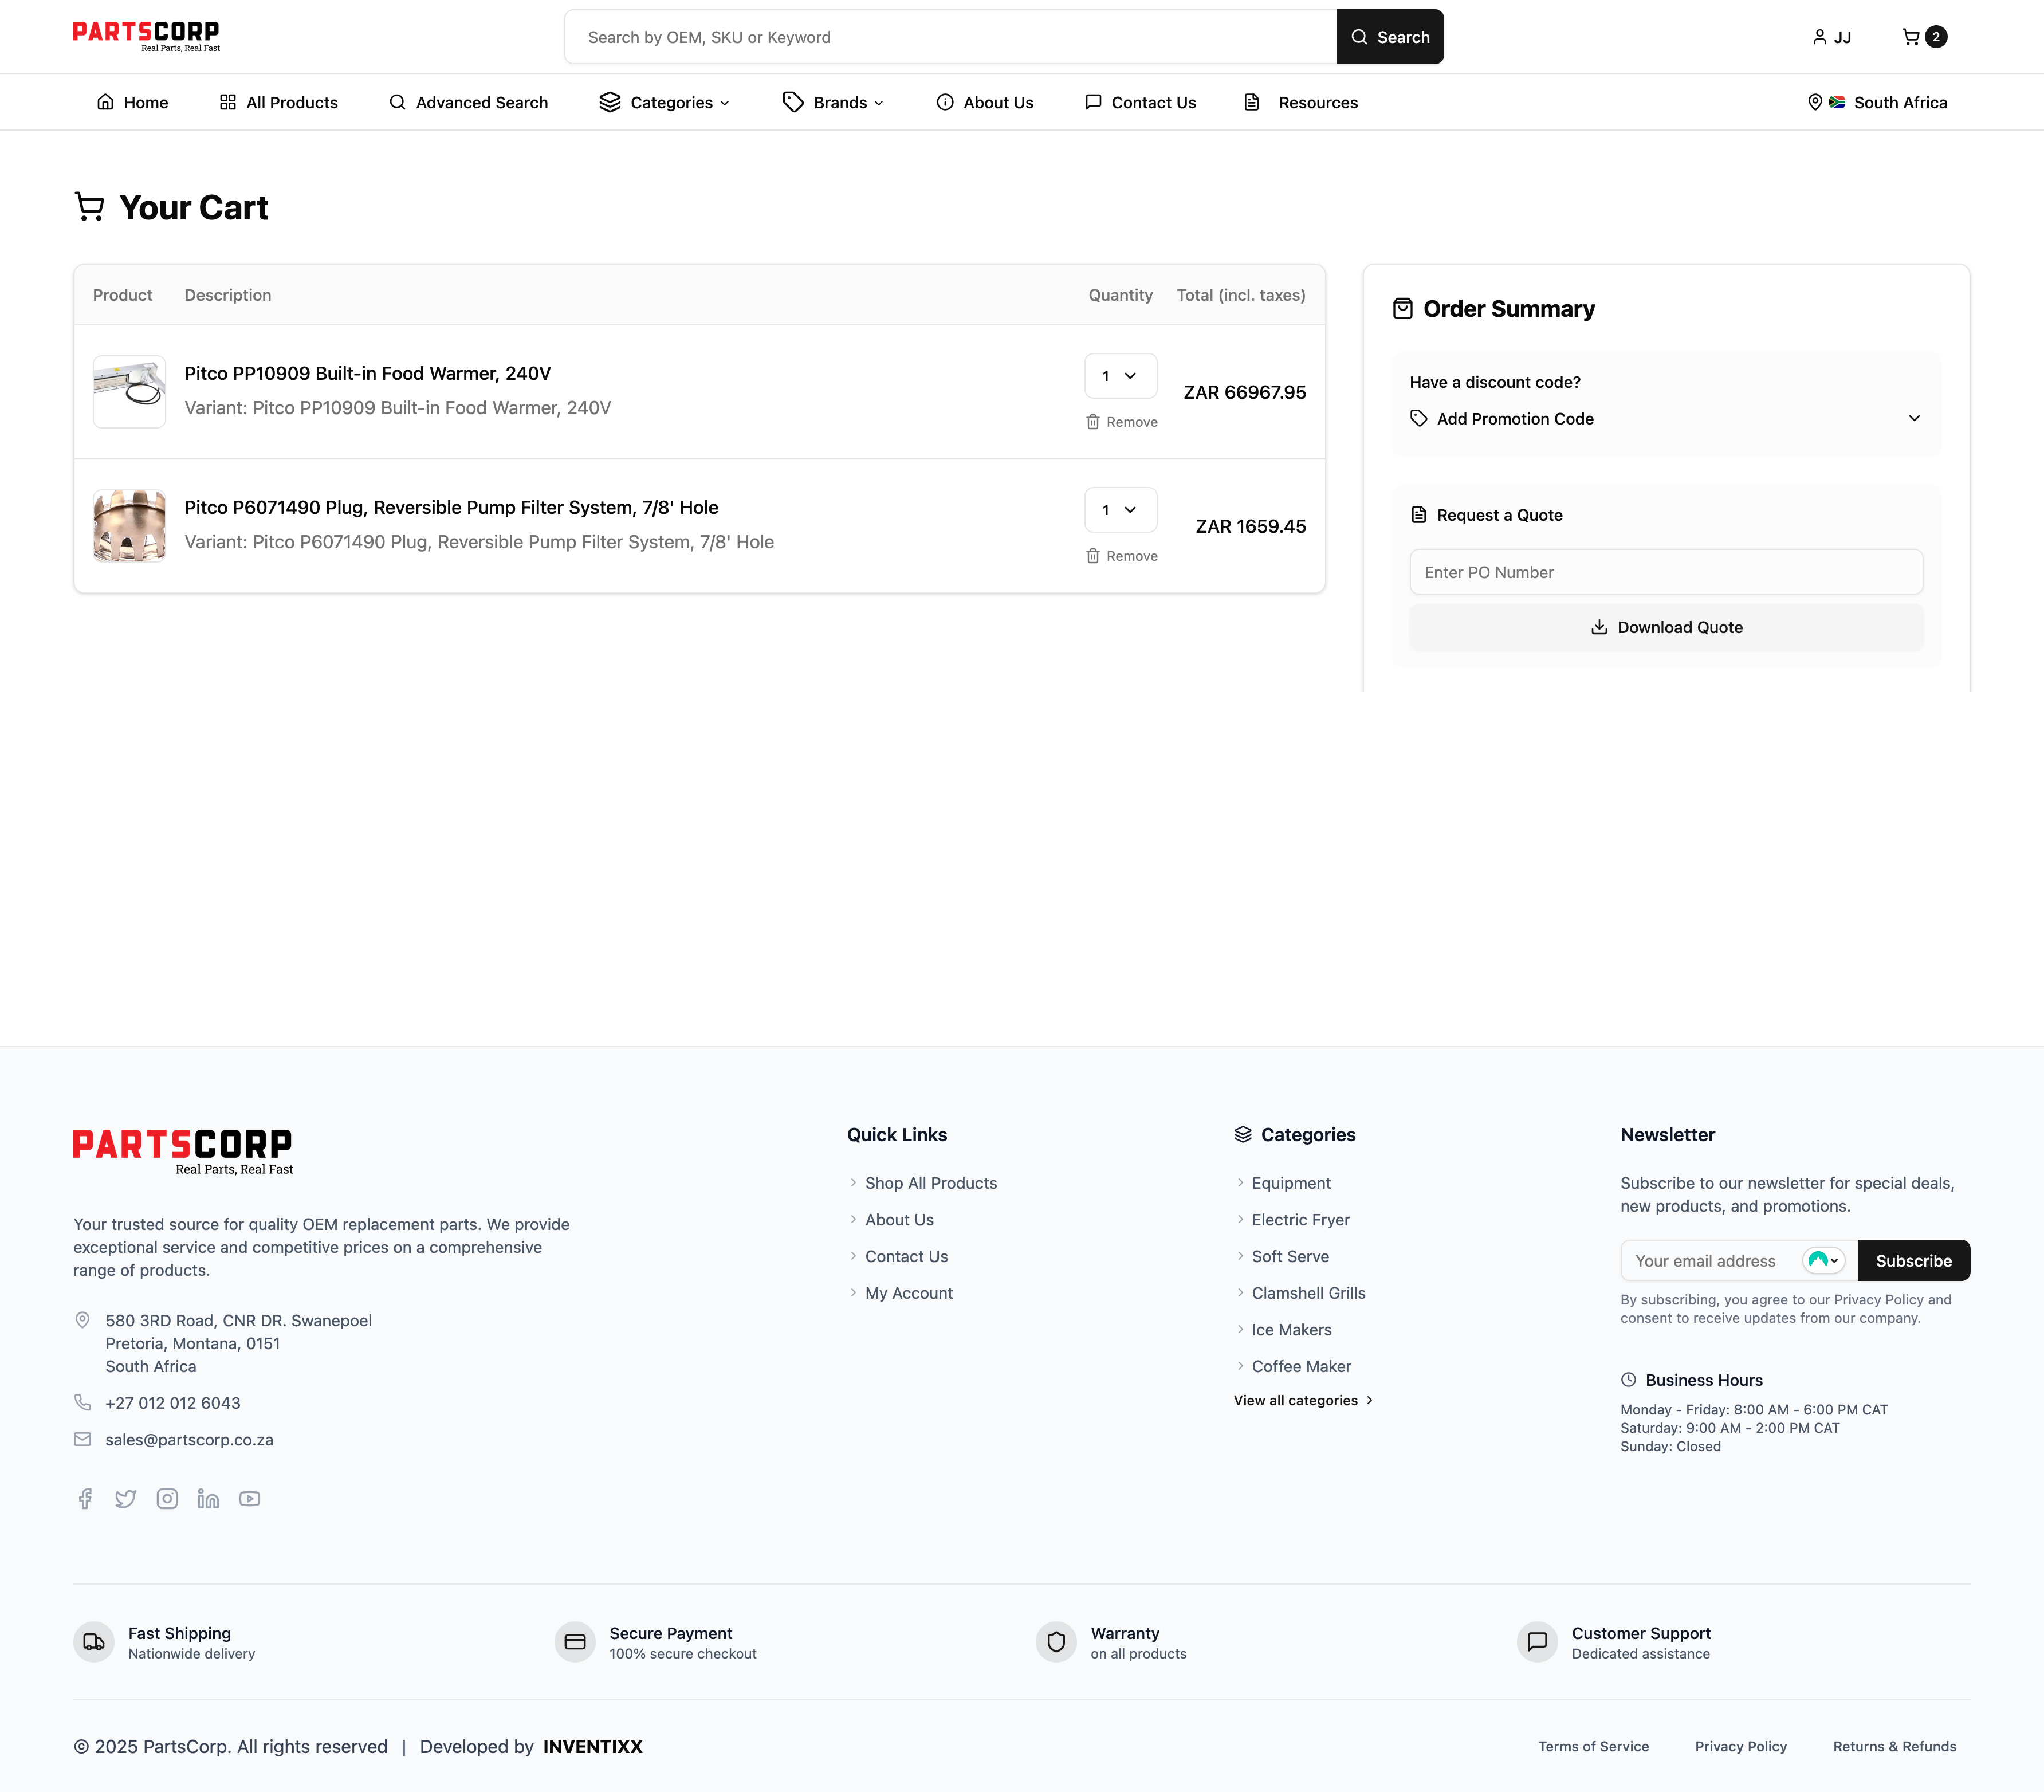 PARTSCORP
Real Parts, Real Fast
Search by OEM, SKU or Keyword
Search
JJ
2
Home
All Products
Advanced Search
Categories
Brands
About Us
Contact Us
Resources
South Africa
Your Cart
Product Description Quantity Total (incl. taxes)
Pitco PP10909 Built-in Food Warmer, 240V
Variant: Pitco PP10909 Built-in Food Warmer, 240V
1
Remove
ZAR 66967.95
Pitco P6071490 Plug, Reversible Pump Filter System, 7/8' Hole
Variant: Pitco P6071490 Plug, Reversible Pump Filter System, 7/8' Hole
1
Remove
ZAR 1659.45
Order Summary
Have a discount code?
Add Promotion Code
Request a Quote
Enter PO Number
Download Quote
PARTSCORP
Real Parts, Real Fast
Your trusted source for quality OEM replacement parts. We provide
exceptional service and competitive prices on a comprehensive
range of products.
580 3RD Road, CNR DR. Swanepoel
Pretoria, Montana, 0151
South Africa
+27 012 012 6043
sales@partscorp.co.za
Quick Links
Shop All Products
About Us
Contact Us
My Account
Categories
Equipment
Electric Fryer
Soft Serve
Clamshell Grills
Ice Makers
Coffee Maker
View all categories
Newsletter
Subscribe to our newsletter for special deals,
new products, and promotions.
Your email address
Subscribe
By subscribing, you agree to our Privacy Policy and
consent to receive updates from our company.
Business Hours
Monday - Friday: 8:00 AM - 6:00 PM CAT
Saturday: 9:00 AM - 2:00 PM CAT
Sunday: Closed
Fast Shipping
Nationwide delivery
Secure Payment
100% secure checkout
Warranty
on all products
Customer Support
Dedicated assistance
© 2025 PartsCorp. All rights reserved | Developed by INVENTIXX
Terms of Service
Privacy Policy
Returns & Refunds